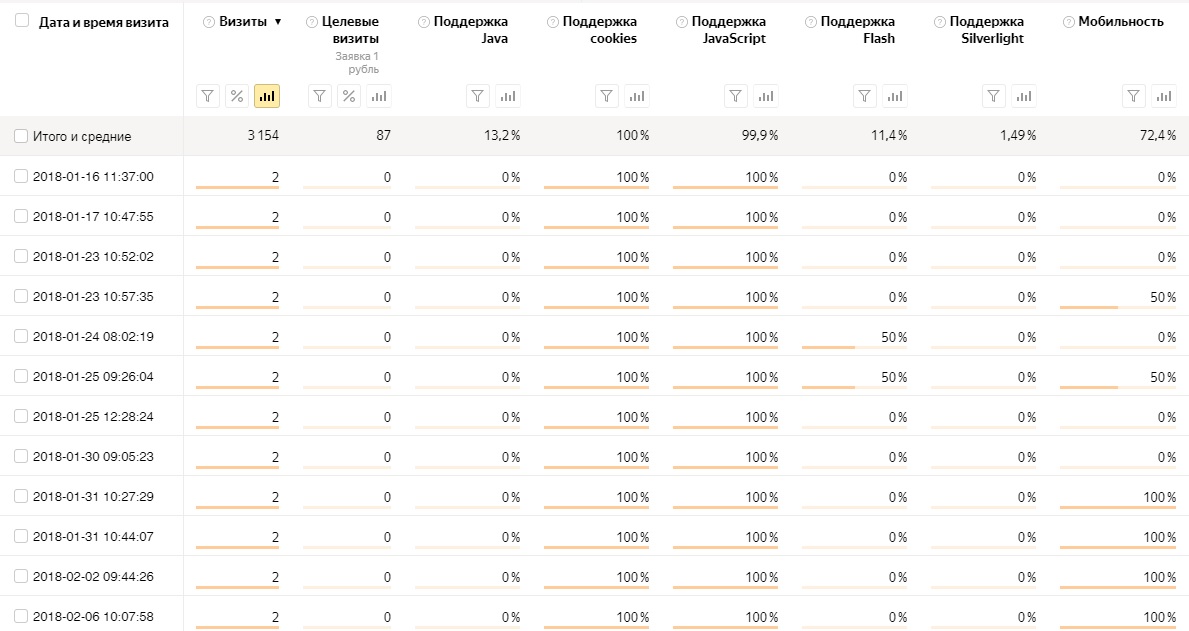 Дата и время визита ? Визиты ▼ ? Целевые визиты ? Поддержка Java ? Поддержка cookies ? Поддержка JavaScript ? Поддержка Flash ? Поддержка Silverlight ? Мобильность
Заявка 1 рубль
% %
Итого и средние 3 154 87 13,2 % 100 % 99,9 % 11,4 % 1,49 % 72,4 %
2018-01-16 11:37:00 2 0 0 % 100 % 100 % 0 % 0 % 0 %
2018-01-17 10:47:55 2 0 0 % 100 % 100 % 0 % 0 % 0 %
2018-01-23 10:52:02 2 0 0 % 100 % 100 % 0 % 0 % 0 %
2018-01-23 10:57:35 2 0 0 % 100 % 100 % 0 % 0 % 50 %
2018-01-24 08:02:19 2 0 0 % 100 % 100 % 50 % 0 % 0 %
2018-01-25 09:26:04 2 0 0 % 100 % 100 % 50 % 0 % 50 %
2018-01-25 12:28:24 2 0 0 % 100 % 100 % 0 % 0 % 0 %
2018-01-30 09:05:23 2 0 0 % 100 % 100 % 0 % 0 % 0 %
2018-01-31 10:27:29 2 0 0 % 100 % 100 % 0 % 0 % 100 %
2018-01-31 10:44:07 2 0 0 % 100 % 100 % 0 % 0 % 100 %
2018-02-02 09:44:26 2 0 0 % 100 % 100 % 0 % 0 % 100 %
2018-02-06 10:07:58 2 0 0 % 100 % 100 % 0 % 0 % 100 %